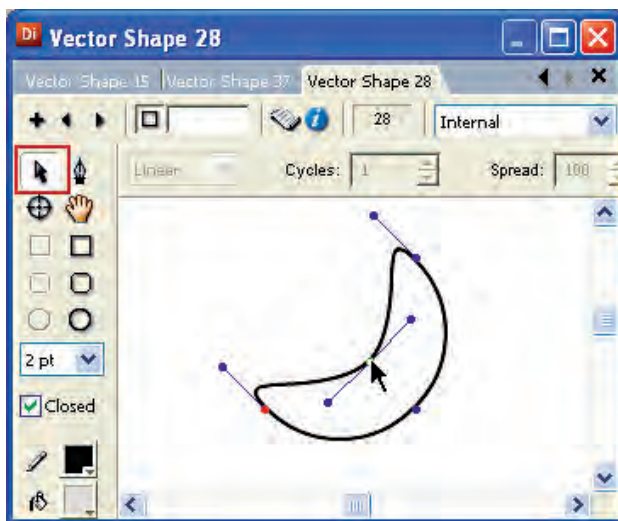 Di Vector Shape 28
Vector Shape 15 Vector Shape 37 Vector Shape 28
28 Internal
Linear Cycles: 1 Spread: 100
2 pt
Closed